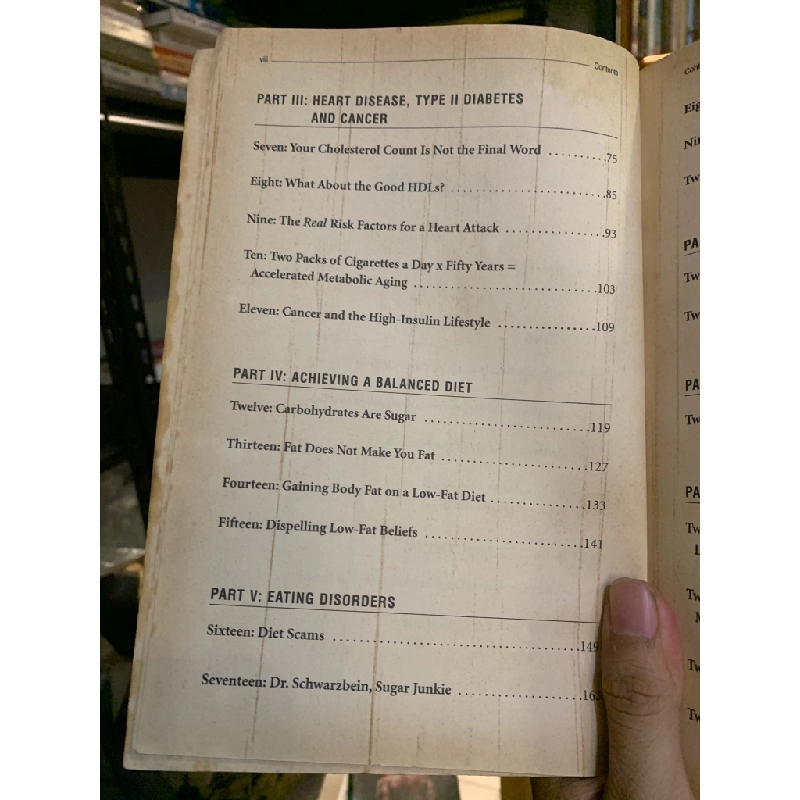 viii
Contents
PART III: HEART DISEASE, TYPE II DIABETES
AND CANCER
Seven: Your Cholesterol Count Is Not the Final Word ..........75
Eight: What About the Good HDLs? ..........................85
Nine: The Real Risk Factors for a Heart Attack .................93
Ten: Two Packs of Cigarettes a Day x Fifty Years =
Accelerated Metabolic Aging ..............................103
Eleven: Cancer and the High-Insulin Lifestyle ................109
PART IV: ACHIEVING A BALANCED DIET
Twelve: Carbohydrates Are Sugar ...........................119
Thirteen: Fat Does Not Make You Fat ........................127
Fourteen: Gaining Body Fat on a Low-Fat Diet ................133
Fifteen: Dispelling Low-Fat Beliefs ..........................141
PART V: EATING DISORDERS
Sixteen: Diet Scams .......................................149
Seventeen: Dr. Schwarzbein, Sugar Junkie